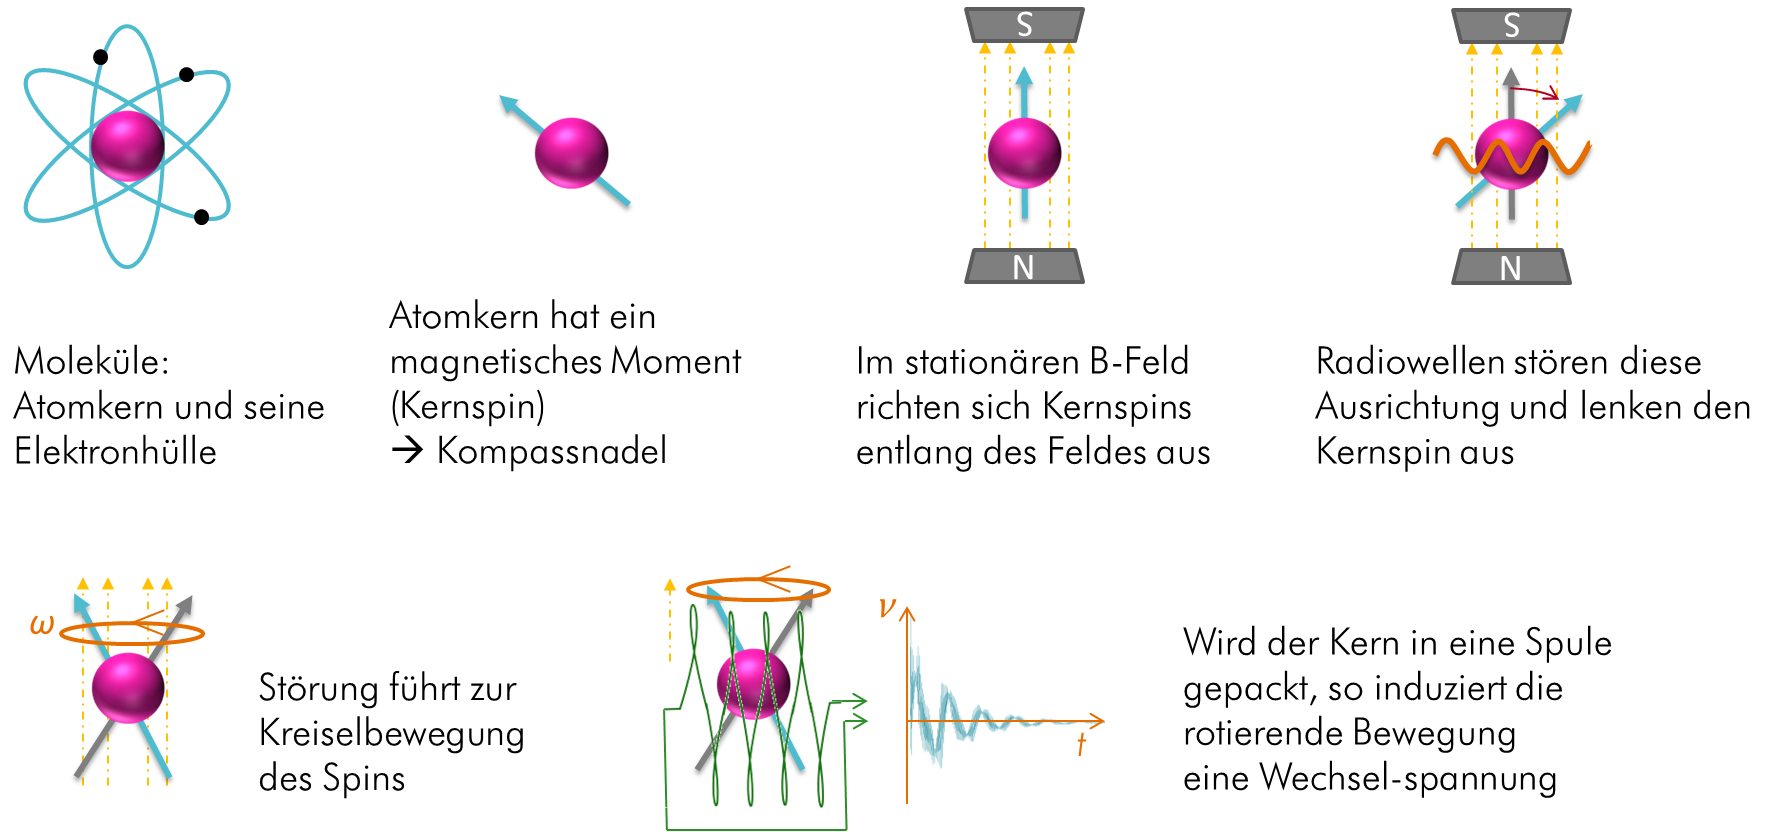 S
N
S
N
Moleküle:
Atomkern und seine
Elektronhülle
Atomkern hat ein
magnetisches Moment
(Kernspin)
→ Kompassnadel
Im stationären B-Feld
richten sich Kernspins
entlang des Feldes aus
Radiowellen stören diese
Ausrichtung und lenken den
Kernspin aus
ω
Störung führt zur
Kreiselbewegung
des Spins
ν
t
Wird der Kern in eine Spule
gepackt, so induziert die
rotierende Bewegung
eine Wechsel-spannung